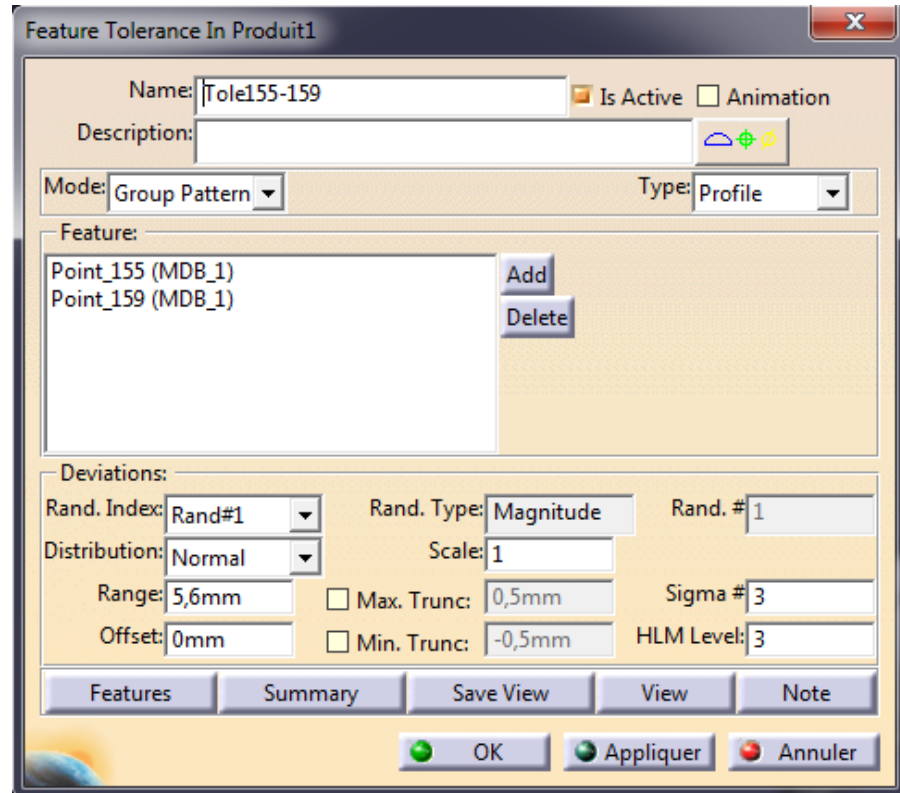 Feature Tolerance In Produit1
Name: Tole155-159 Is Active Animation
Description:
Mode: Group Pattern Type: Profile
Feature:
Point_155 (MDB_1) Add
Point_159 (MDB_1)
Delete
Deviations:
Rand. Index: Rand#1 Rand. Type: Magnitude Rand. # 1
Distribution: Normal Scale: 1
Range: 5,6mm Max. Trunc: 0,5mm Sigma # 3
Offset: 0mm Min. Trunc: -0,5mm HLM Level: 3
Features Summary Save View View Note
OK Appliquer Annuler